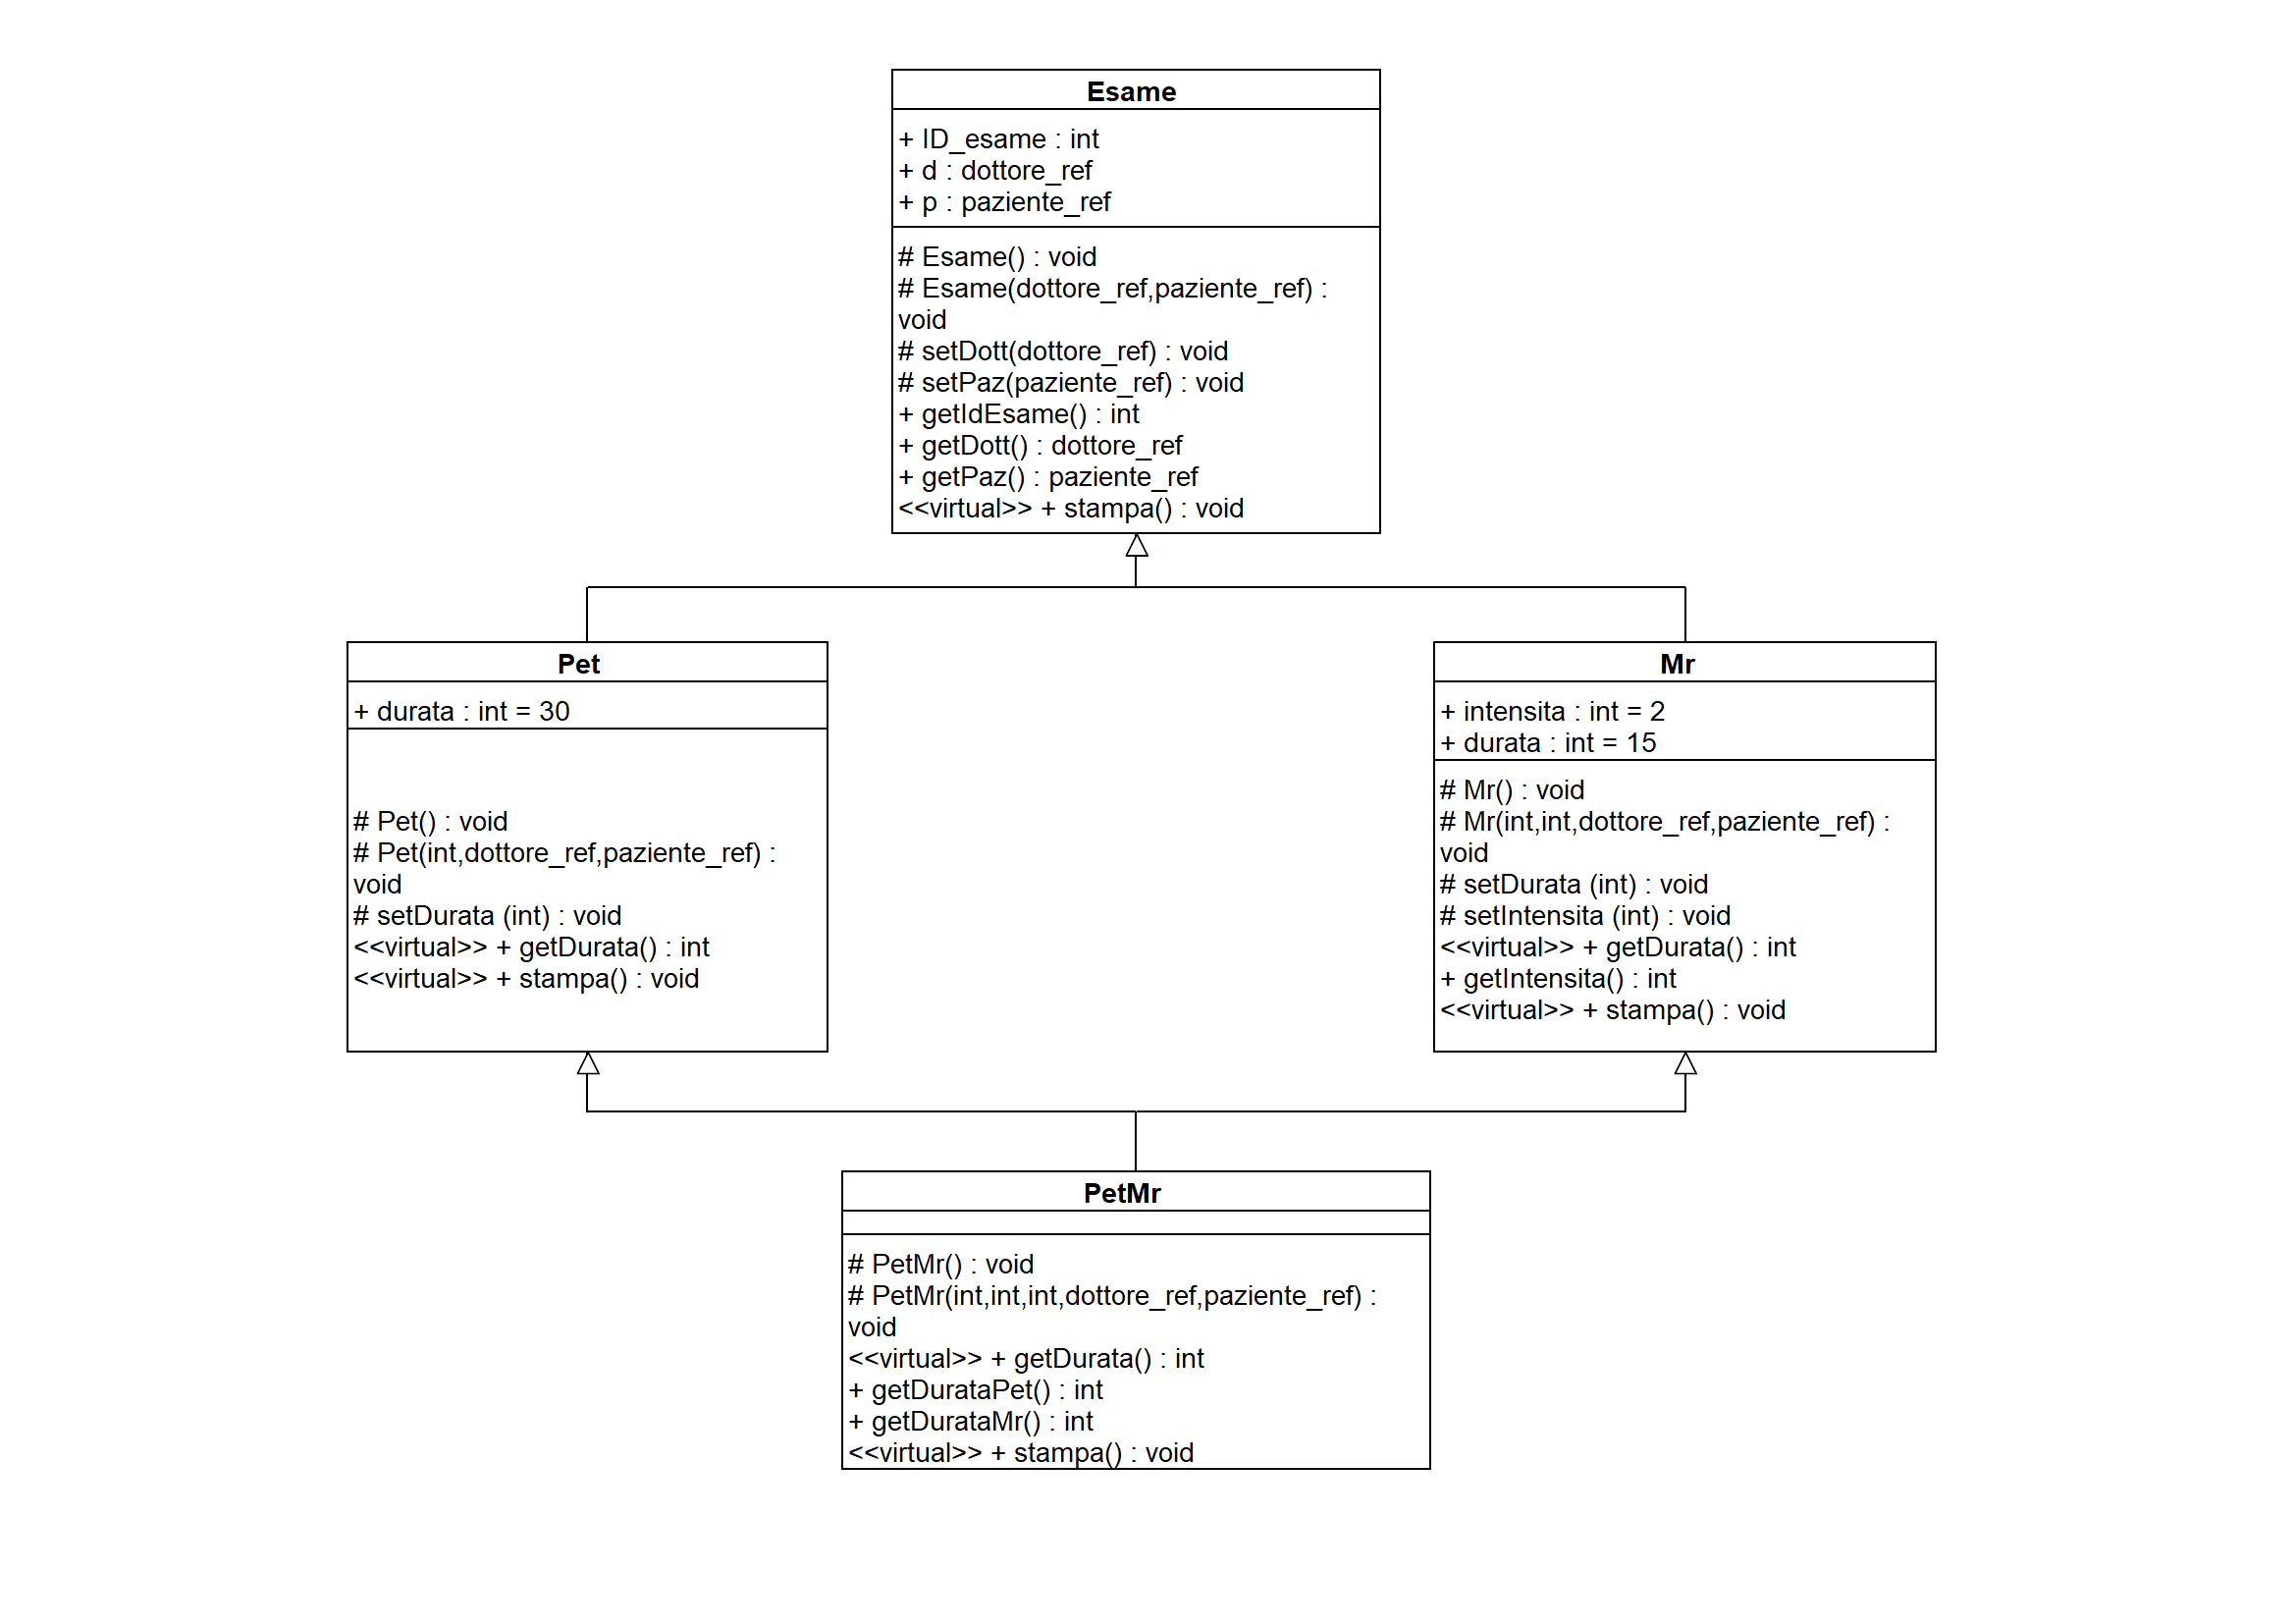 Esame
+ ID_esame : int
+ d : dottore_ref
+ p : paziente_ref
# Esame() : void
# Esame(dottore_ref,paziente_ref) :
void
# setDott(dottore_ref) : void
# setPaz(paziente_ref) : void
+ getIdEsame() : int
+ getDott() : dottore_ref
+ getPaz() : paziente_ref
<<virtual>> + stampa() : void
Pet
+ durata : int = 30
# Pet() : void
# Pet(int,dottore_ref,paziente_ref) :
void
# setDurata (int) : void
<<virtual>> + getDurata() : int
<<virtual>> + stampa() : void
Mr
+ intensita : int = 2
+ durata : int = 15
# Mr() : void
# Mr(int,int,dottore_ref,paziente_ref) :
void
# setDurata (int) : void
# setIntensita (int) : void
<<virtual>> + getDurata() : int
+ getIntensita() : int
<<virtual>> + stampa() : void
PetMr
# PetMr() : void
# PetMr(int,int,int,dottore_ref,paziente_ref) :
void
<<virtual>> + getDurata() : int
+ getDurataPet() : int
+ getDurataMr() : int
<<virtual>> + stampa() : void